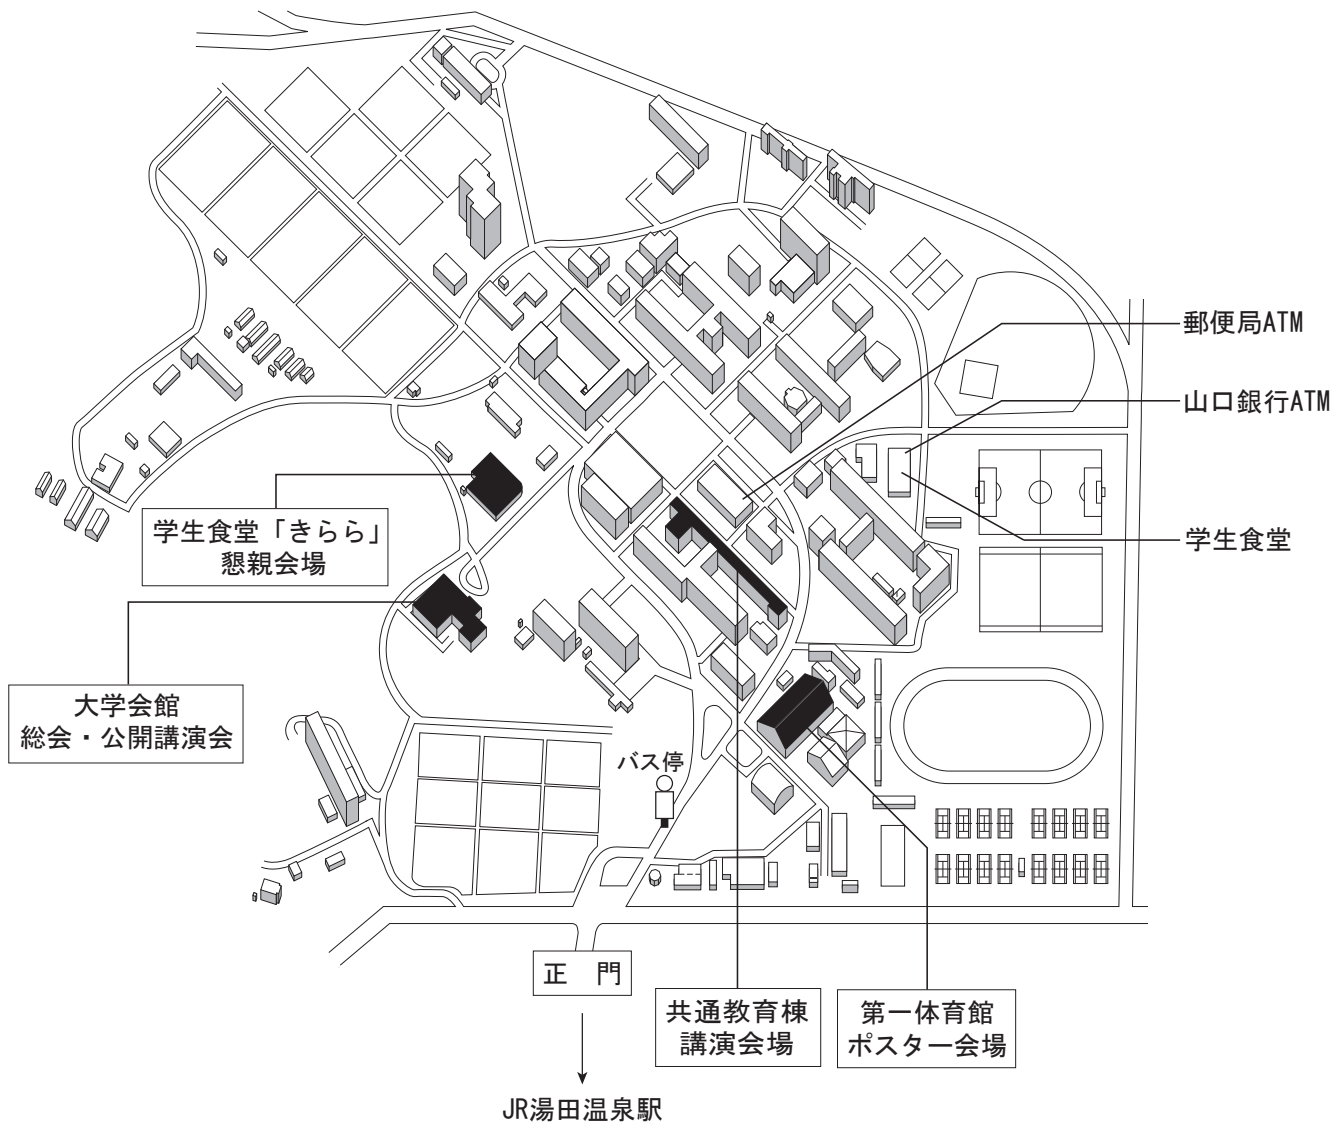 郵便局ATM
山口銀行ATM
学生食堂「きらら」
懇親会場
学生食堂
大学会館
総会・公開講演会
バス停
正 門
共通教育棟
講演会場
第一体育館
ポスター会場
JR湯田温泉駅